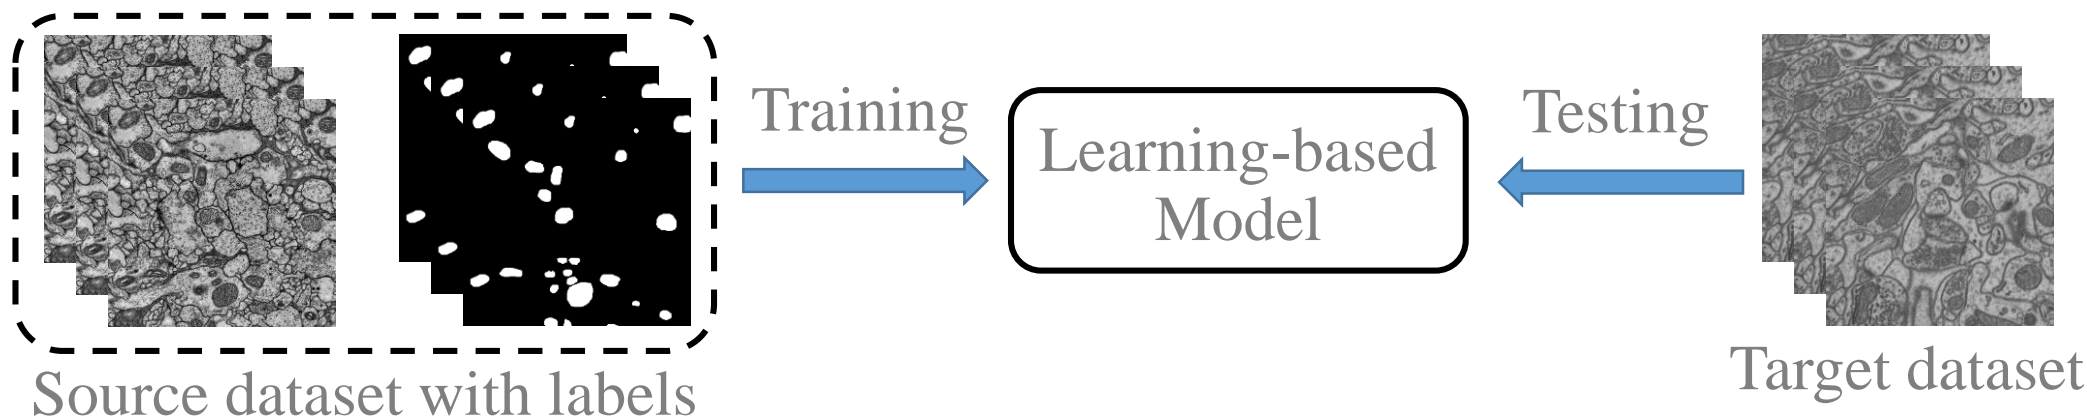 Training
Learning-based
Model
Testing
Source dataset with labels
Target dataset